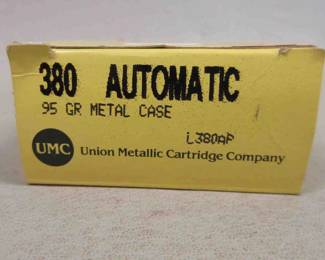 380 AUTOMATIC
95 GR METAL CASE
L380AP
UMC Union Metallic Cartridge Company